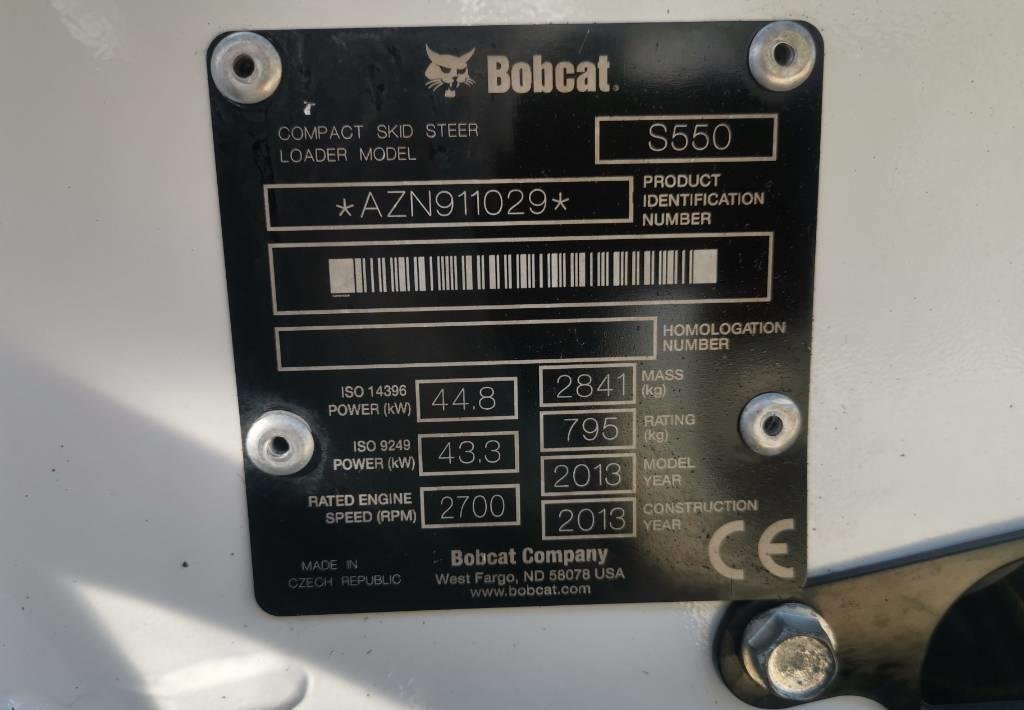 Bobcat.
COMPACT SKID STEER
LOADER MODEL
S550
*AZN911029*
PRODUCT
IDENTIFICATION
NUMBER
HOMOLOGATION
NUMBER
ISO 14396
POWER (kW)
44.8
2841
MASS
(kg)
795
RATING
(kg)
ISO 9249
POWER (kW)
43.3
2013
MODEL
YEAR
RATED ENGINE
SPEED (RPM)
2700
2013
CONSTRUCTION
YEAR
MADE IN
CZECH REPUBLIC
Bobcat Company
West Fargo, ND 58078 USA
www.bobcat.com
CE